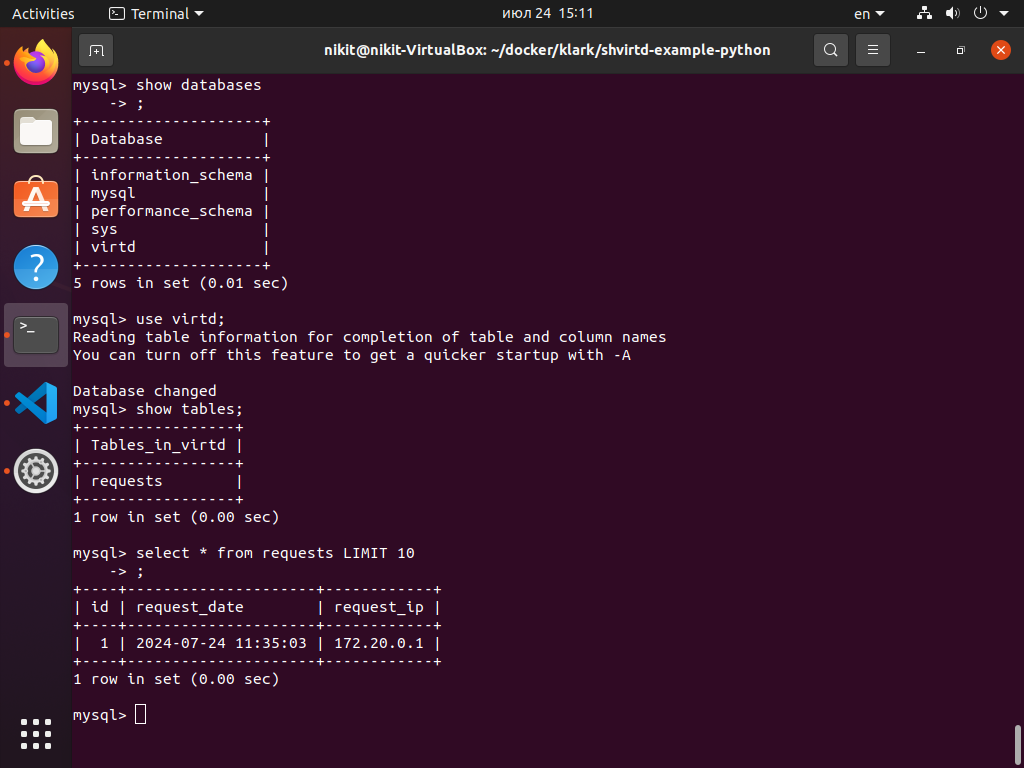 Activities Terminal июл 24 15:11 en
nikit@nikit-VirtualBox: ~/docker/klark/shvirtd-example-python
mysql> show databases
    -> ;
+--------------------+
| Database           |
+--------------------+
| information_schema |
| mysql              |
| performance_schema |
| sys                |
| virtd              |
+--------------------+
5 rows in set (0.01 sec)

mysql> use virtd;
Reading table information for completion of table and column names
You can turn off this feature to get a quicker startup with -A

Database changed
mysql> show tables;
+-----------------+
| Tables_in_virtd |
+-----------------+
| requests        |
+-----------------+
1 row in set (0.00 sec)

mysql> select * from requests LIMIT 10
    -> ;
+----+---------------------+------------+
| id | request_date        | request_ip |
+----+---------------------+------------+
|  1 | 2024-07-24 11:35:03 | 172.20.0.1 |
+----+---------------------+------------+
1 row in set (0.00 sec)

mysql>